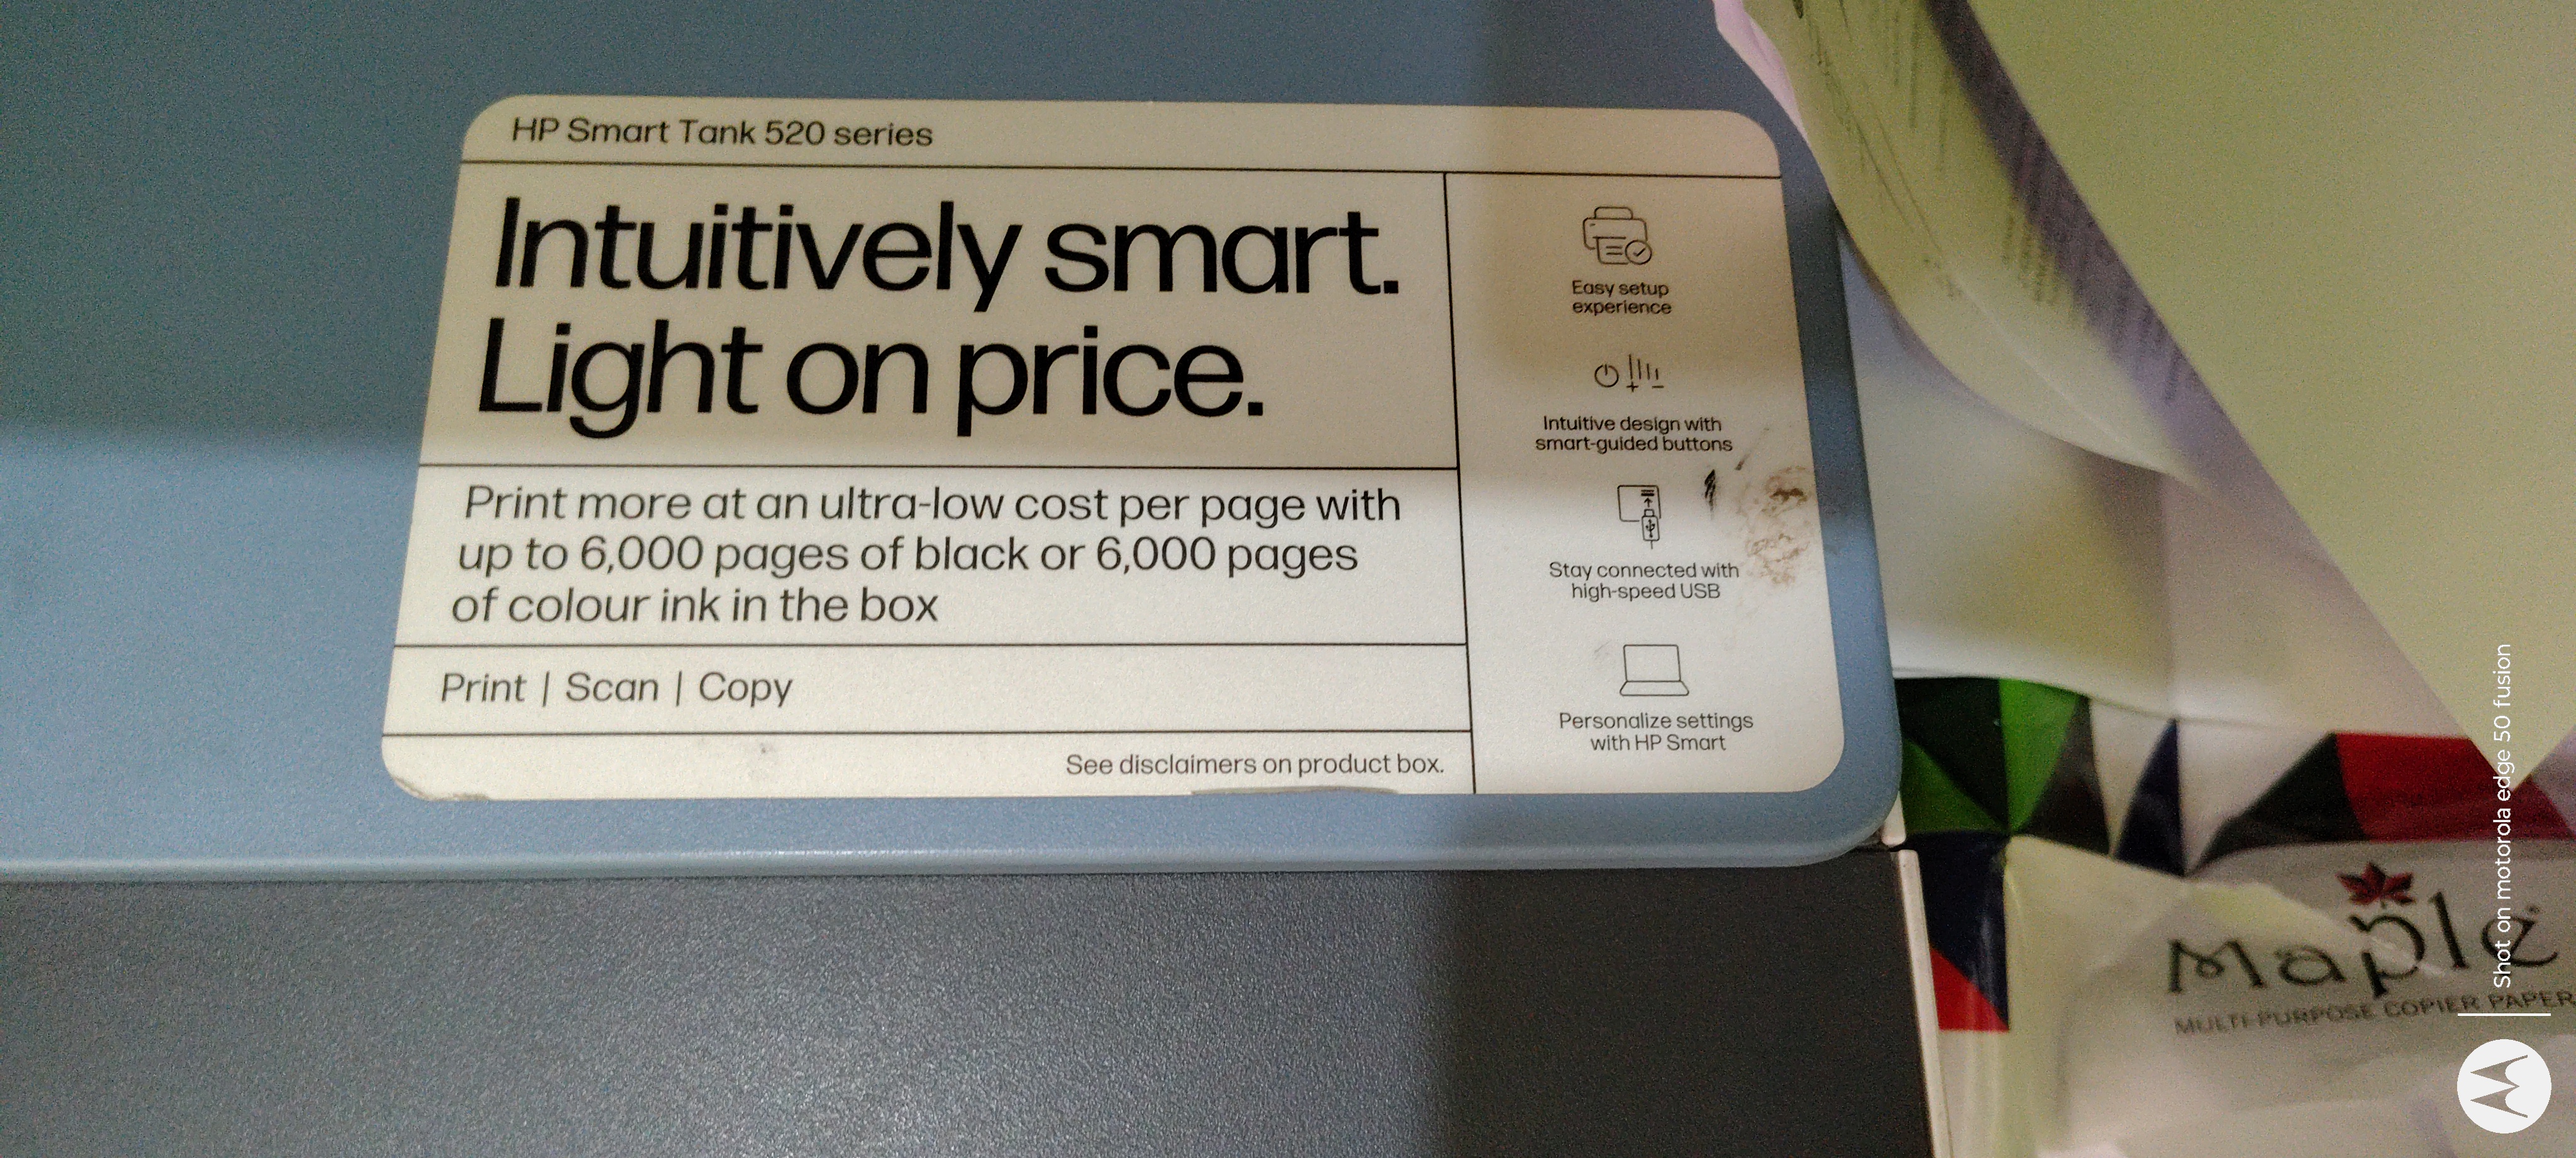 HP Smart Tank 520 series
Intuitively smart.
Light on price.
Print more at an ultra-low cost per page with
up to 6,000 pages of black or 6,000 pages
of colour ink in the box
Print | Scan | Copy
See disclaimers on product box.
Easy setup
experience
Intuitive design with
smart-guided buttons
Stay connected with
high-speed USB
Personalize settings
with HP Smart
Maple
MULTI-PURPOSE COPIER PAPER
Shot on motorola edge 50 fusion